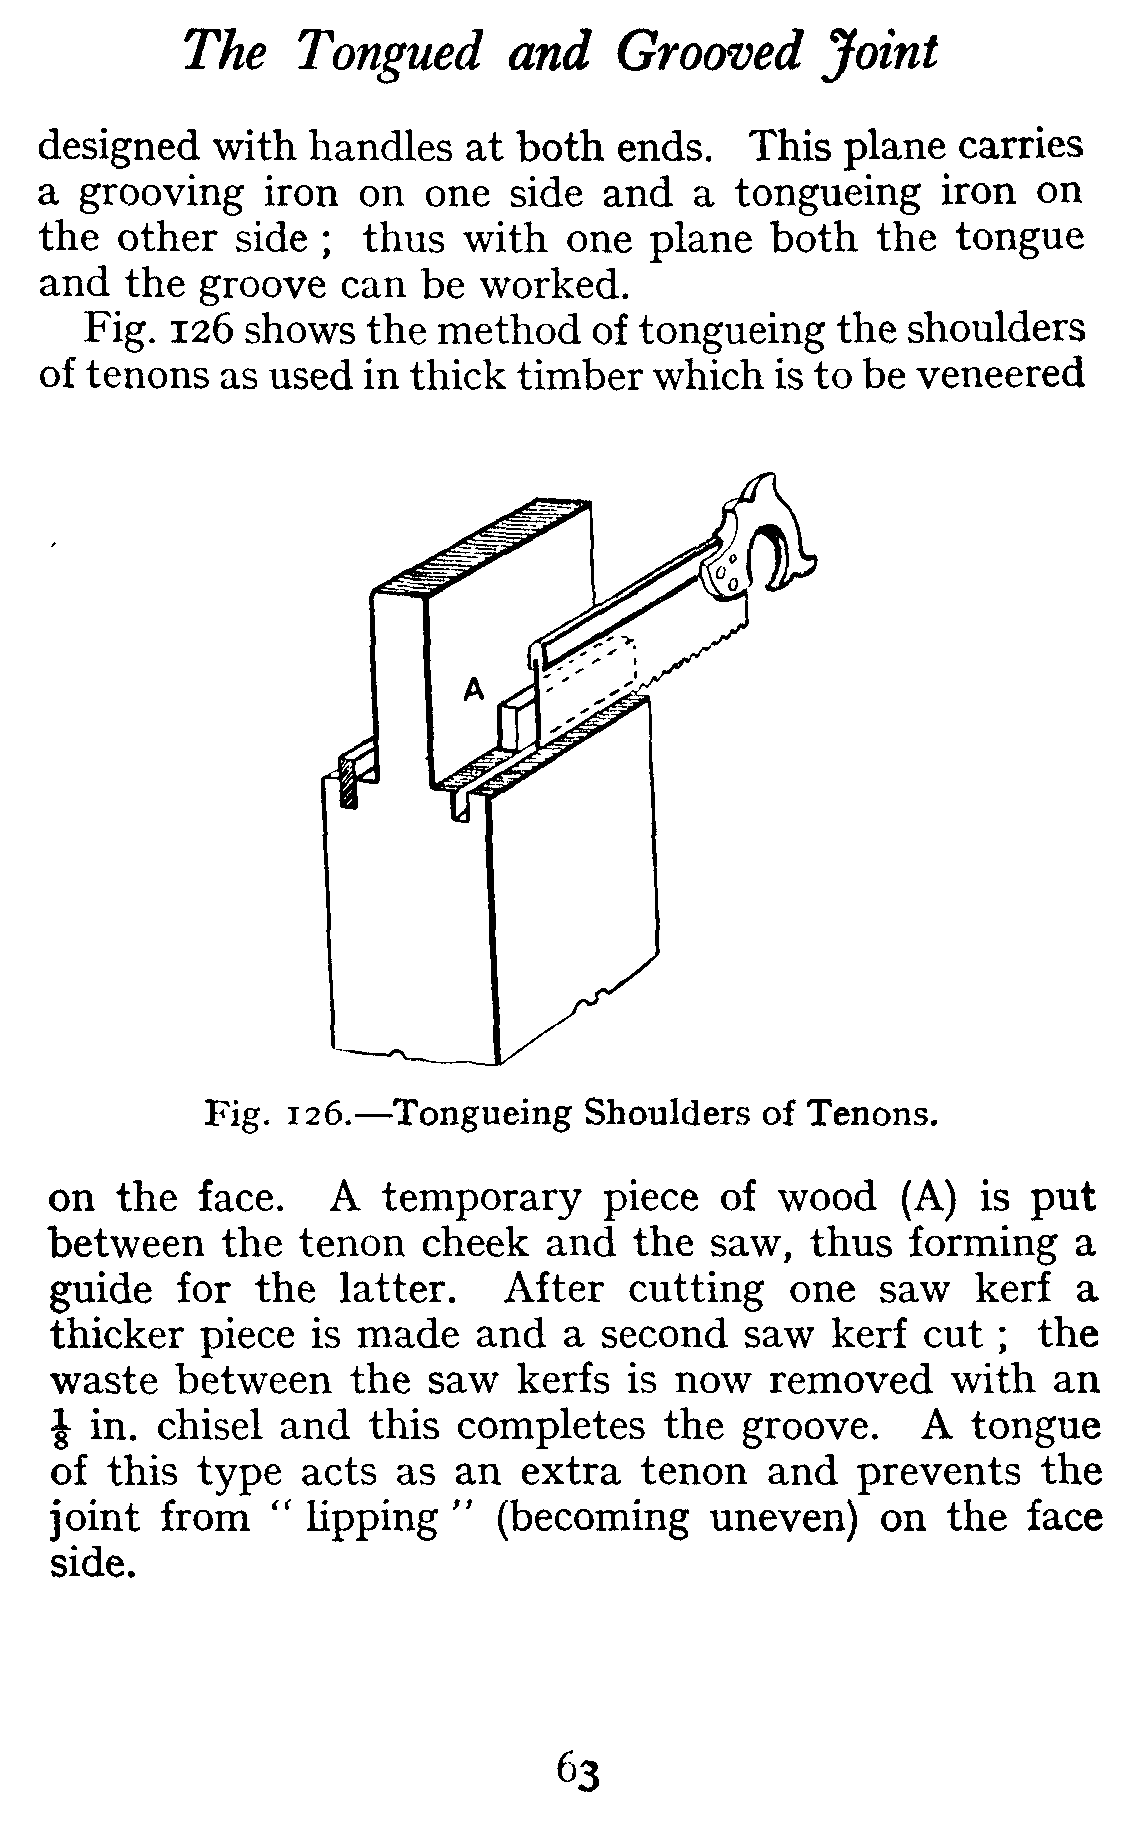 The Tongued and Grooved Joint
designed with handles at both ends. This plane carries
a grooving iron on one side and a tongueing iron on
the other side ; thus with one plane both the tongue
and the groove can be worked.
Fig. 126 shows the method of tongueing the shoulders
of tenons as used in thick timber which is to be veneered
A
Fig. 126.—Tongueing Shoulders of Tenons.
on the face. A temporary piece of wood (A) is put
between the tenon cheek and the saw, thus forming a
guide for the latter. After cutting one saw kerf a
thicker piece is made and a second saw kerf cut ; the
waste between the saw kerfs is now removed with an
⅛ in. chisel and this completes the groove. A tongue
of this type acts as an extra tenon and prevents the
joint from “ lipping ” (becoming uneven) on the face
side.
63